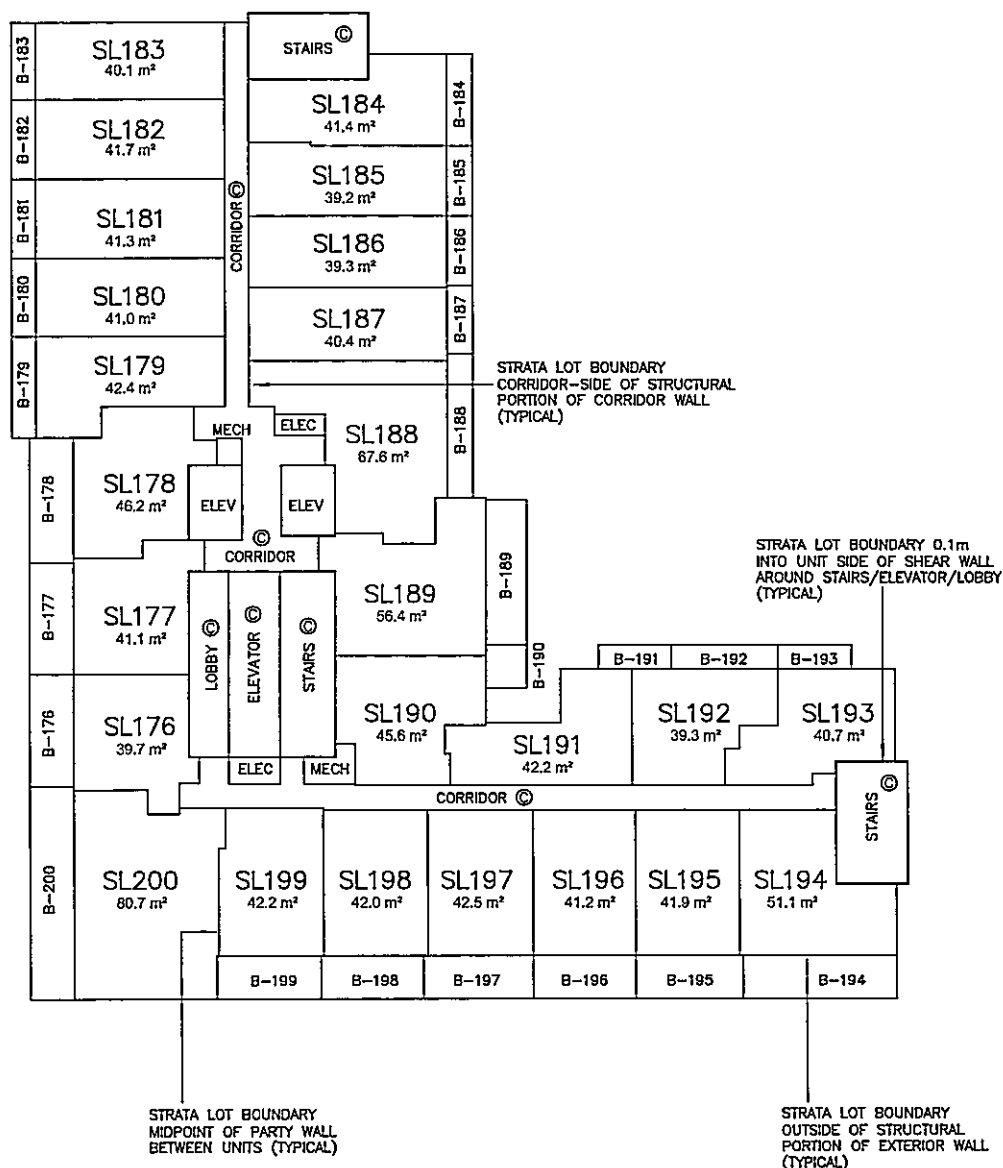 B-183
SL183
40.1 m²
B-182
SL182
41.7 m²
B-181
SL181
41.3 m²
B-180
SL180
41.0 m²
B-179
SL179
42.4 m²
CORRIDOR ©
STAIRS ©
SL184
41.4 m²
B-184
SL185
39.2 m²
B-185
SL186
39.3 m²
B-186
SL187
40.4 m²
B-187
STRATA LOT BOUNDARY
CORRIDOR-SIDE OF STRUCTURAL
PORTION OF CORRIDOR WALL
(TYPICAL)
MECH
ELEC
SL188
67.6 m²
B-188
B-178
SL178
46.2 m²
ELEV
ELEV
©
CORRIDOR
B-177
SL177
41.1 m²
LOBBY ©
ELEVATOR ©
STAIRS ©
SL189
56.4 m²
B-189
STRATA LOT BOUNDARY 0.1m
INTO UNIT SIDE OF SHEAR WALL
AROUND STAIRS/ELEVATOR/LOBBY
(TYPICAL)
B-176
SL176
39.7 m²
SL190
45.6 m²
B-190
B-191
B-192
B-193
SL191
42.2 m²
SL192
39.3 m²
SL193
40.7 m²
ELEC
MECH
CORRIDOR ©
STAIRS ©
B-200
SL200
80.7 m²
SL199
42.2 m²
SL198
42.0 m²
SL197
42.5 m²
SL196
41.2 m²
SL195
41.9 m²
SL194
51.1 m²
B-199
B-198
B-197
B-196
B-195
B-194
STRATA LOT BOUNDARY
MIDPOINT OF PARTY WALL
BETWEEN UNITS (TYPICAL)
STRATA LOT BOUNDARY
OUTSIDE OF STRUCTURAL
PORTION OF EXTERIOR WALL
(TYPICAL)